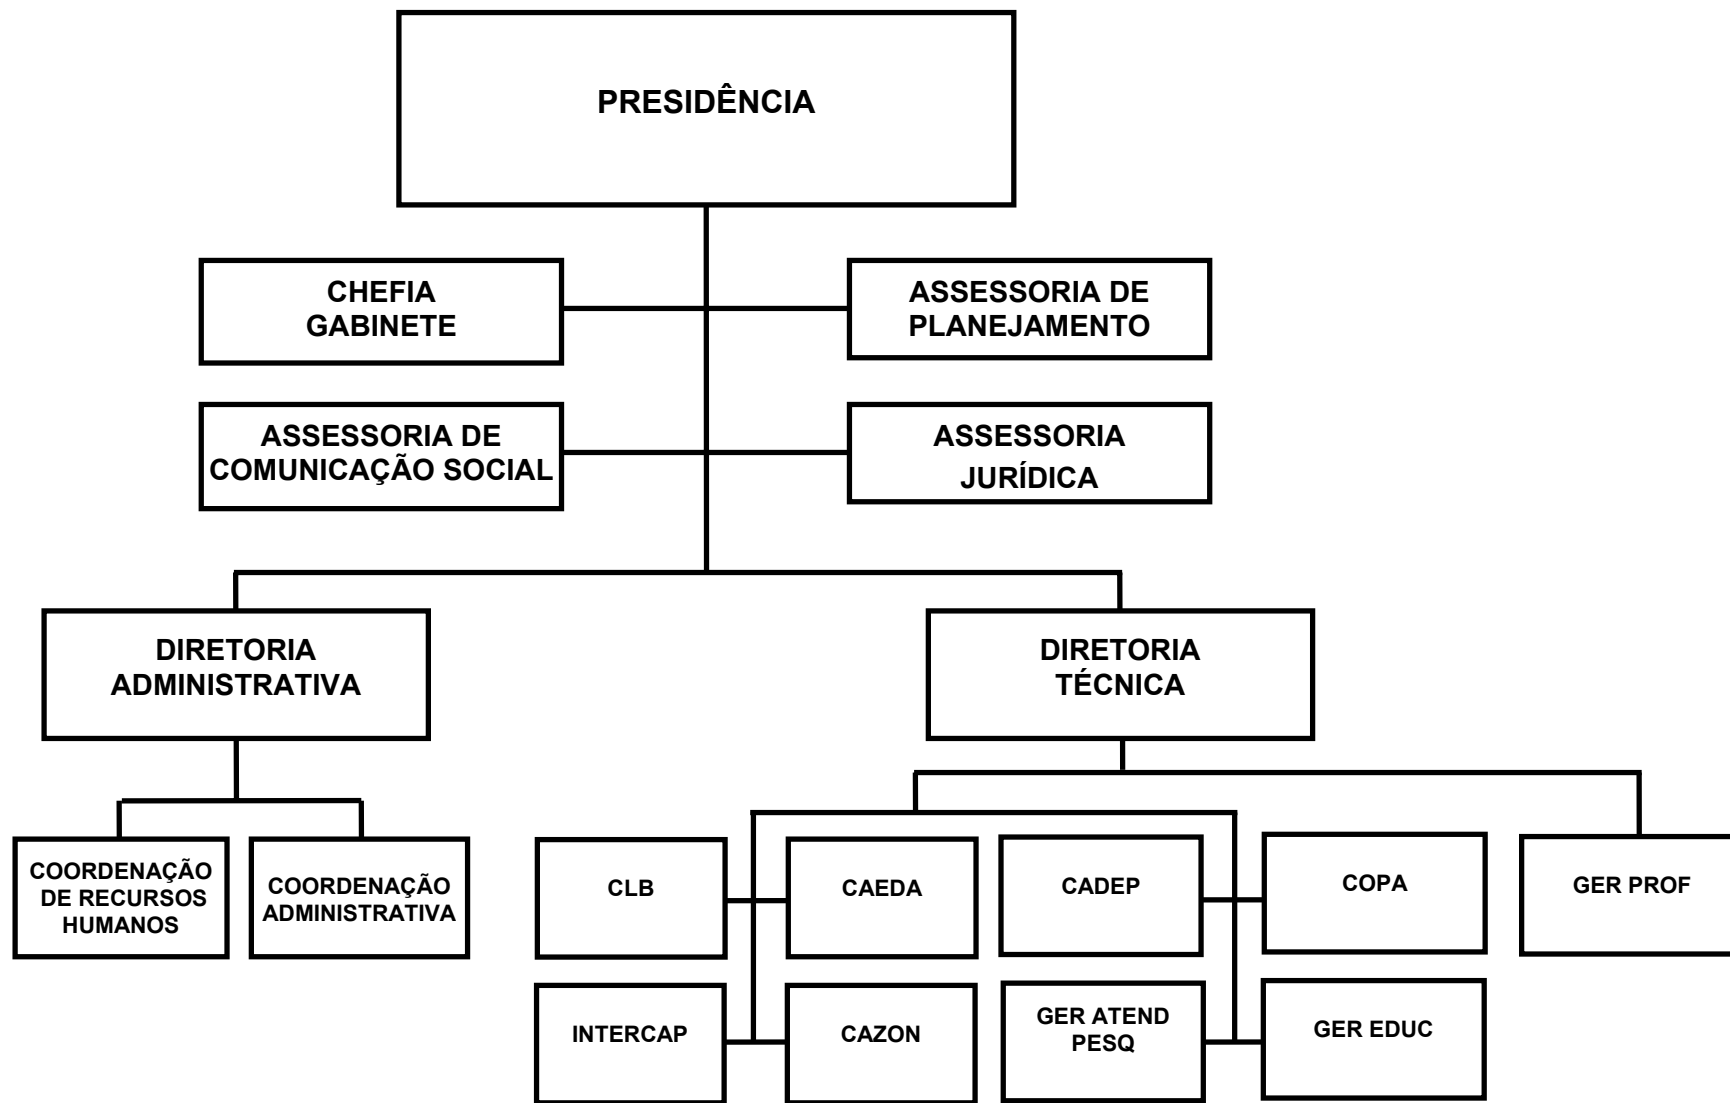 PRESIDÊNCIA
CHEFIA
GABINETE
ASSESSORIA DE
PLANEJAMENTO
ASSESSORIA DE
COMUNICAÇÃO SOCIAL
ASSESSORIA
JURÍDICA
DIRETORIA
ADMINISTRATIVA
DIRETORIA
TÉCNICA
COORDENAÇÃO
DE RECURSOS
HUMANOS
COORDENAÇÃO
ADMINISTRATIVA
CLB
CAEDA
CADEP
COPA
GER PROF
INTERCAP
CAZON
GER ATEND
PESQ
GER EDUC